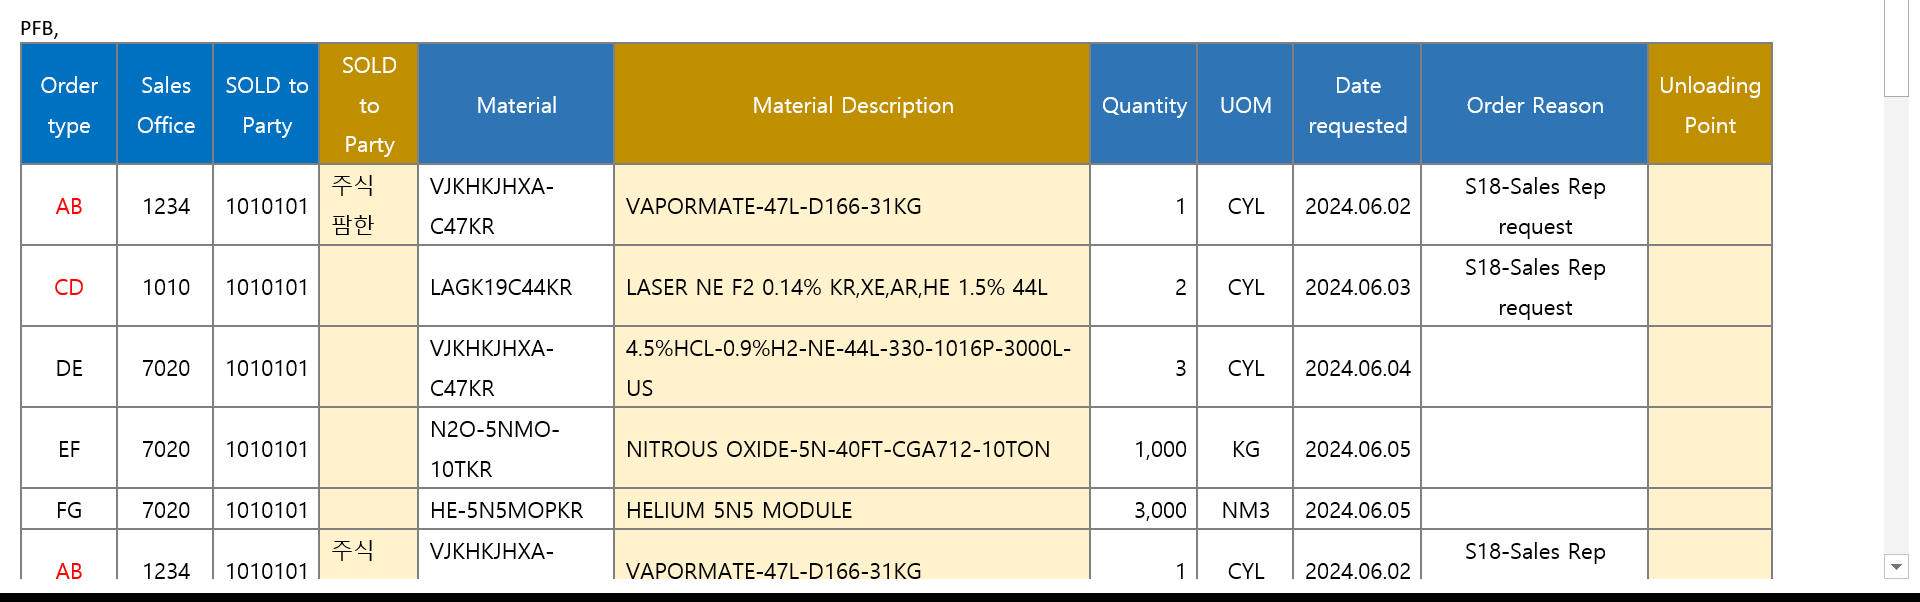 PFB,
Order type | Sales Office | SOLD to Party | SOLD to Party | Material | Material Description | Quantity | UOM | Date requested | Order Reason | Unloading Point
AB | 1234 | 1010101 | 주식 팜한 | VJKHKJHXA-C47KR | VAPORMATE-47L-D166-31KG | 1 | CYL | 2024.06.02 | S18-Sales Rep request |
CD | 1010 | 1010101 | | LAGK19C44KR | LASER NE F2 0.14% KR,XE,AR,HE 1.5% 44L | 2 | CYL | 2024.06.03 | S18-Sales Rep request |
DE | 7020 | 1010101 | | VJKHKJHXA-C47KR | 4.5%HCL-0.9%H2-NE-44L-330-1016P-3000L-US | 3 | CYL | 2024.06.04 | |
EF | 7020 | 1010101 | | N2O-5NMO-10TKR | NITROUS OXIDE-5N-40FT-CGA712-10TON | 1,000 | KG | 2024.06.05 | |
FG | 7020 | 1010101 | | HE-5N5MOPKR | HELIUM 5N5 MODULE | 3,000 | NM3 | 2024.06.05 | |
AB | 1234 | 1010101 | 주식 | VJKHKJHXA- | VAPORMATE-47L-D166-31KG | 1 | CYL | 2024.06.02 | S18-Sales Rep |